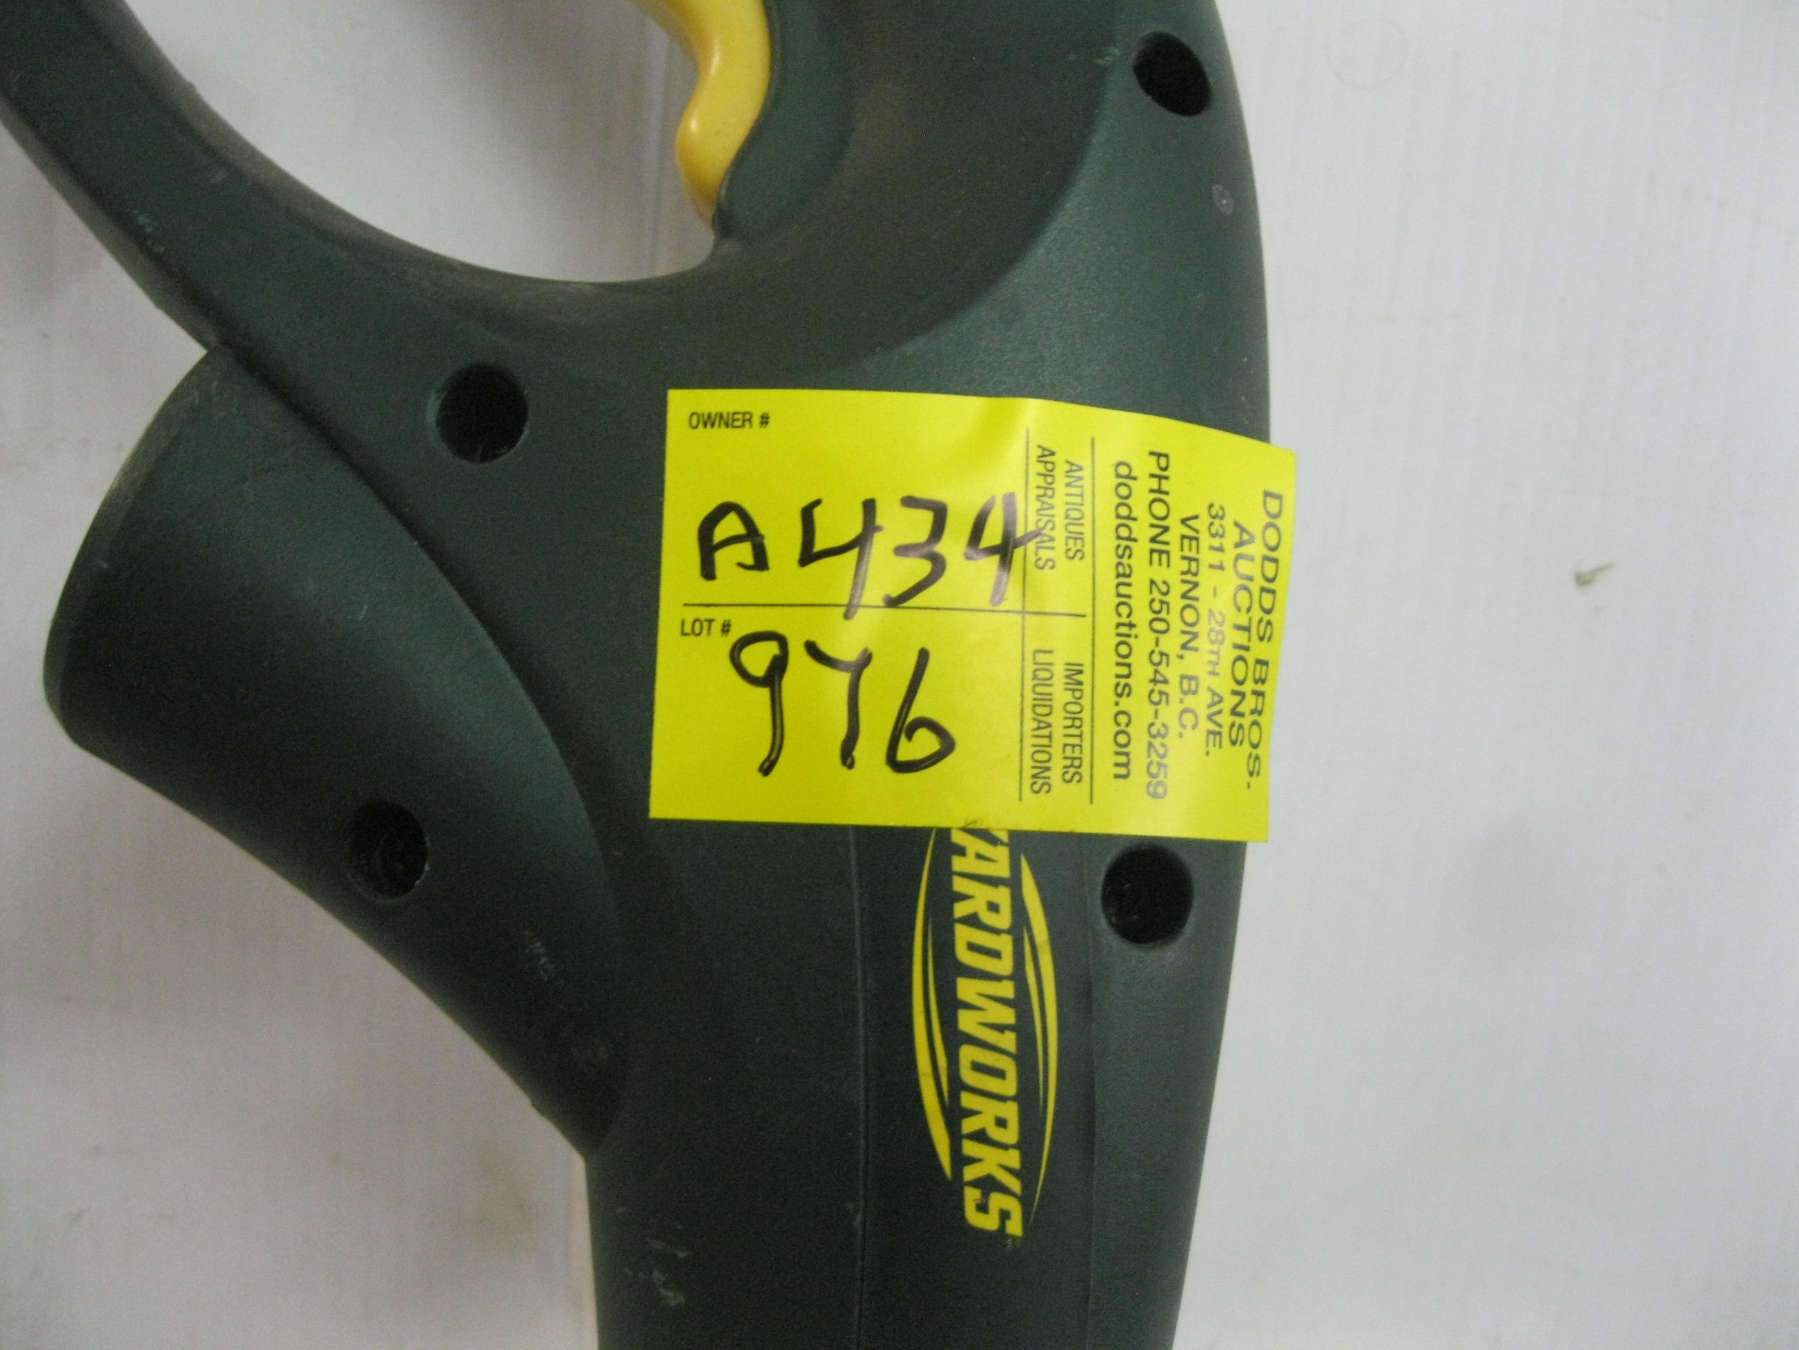 OWNER #
A434
LOT #
976
ANTIQUES
APPRAISALS
IMPORTERS
LIQUIDATIONS
DODDS BROS.
AUCTIONS
3311 - 28TH AVE.
VERNON, B.C.
PHONE 250-545-3259
doddsauctions.com
YARDWORKS